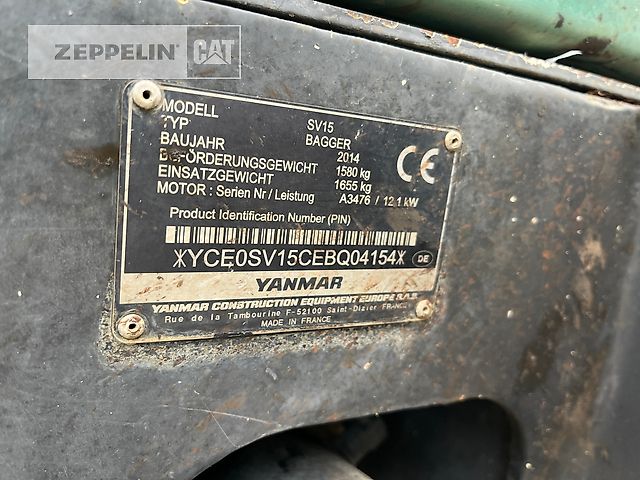 ZEPPELIN CAT
MODELL SV15
TYP BAGGER
BAUJAHR 2014
BEFÖRDERUNGSGEWICHT 1580 kg
EINSATZGEWICHT 1655 kg
MOTOR : Serien Nr / Leistung A3476 / 12.1 kW
CE
Product Identification Number (PIN)
*YCE0SV15CEBQ04154* DE
YANMAR
YANMAR CONSTRUCTION EQUIPMENT EUROPE S.A.S.
Rue de la Tambourine F-52100 Saint-Dizier FRANCE
MADE IN FRANCE